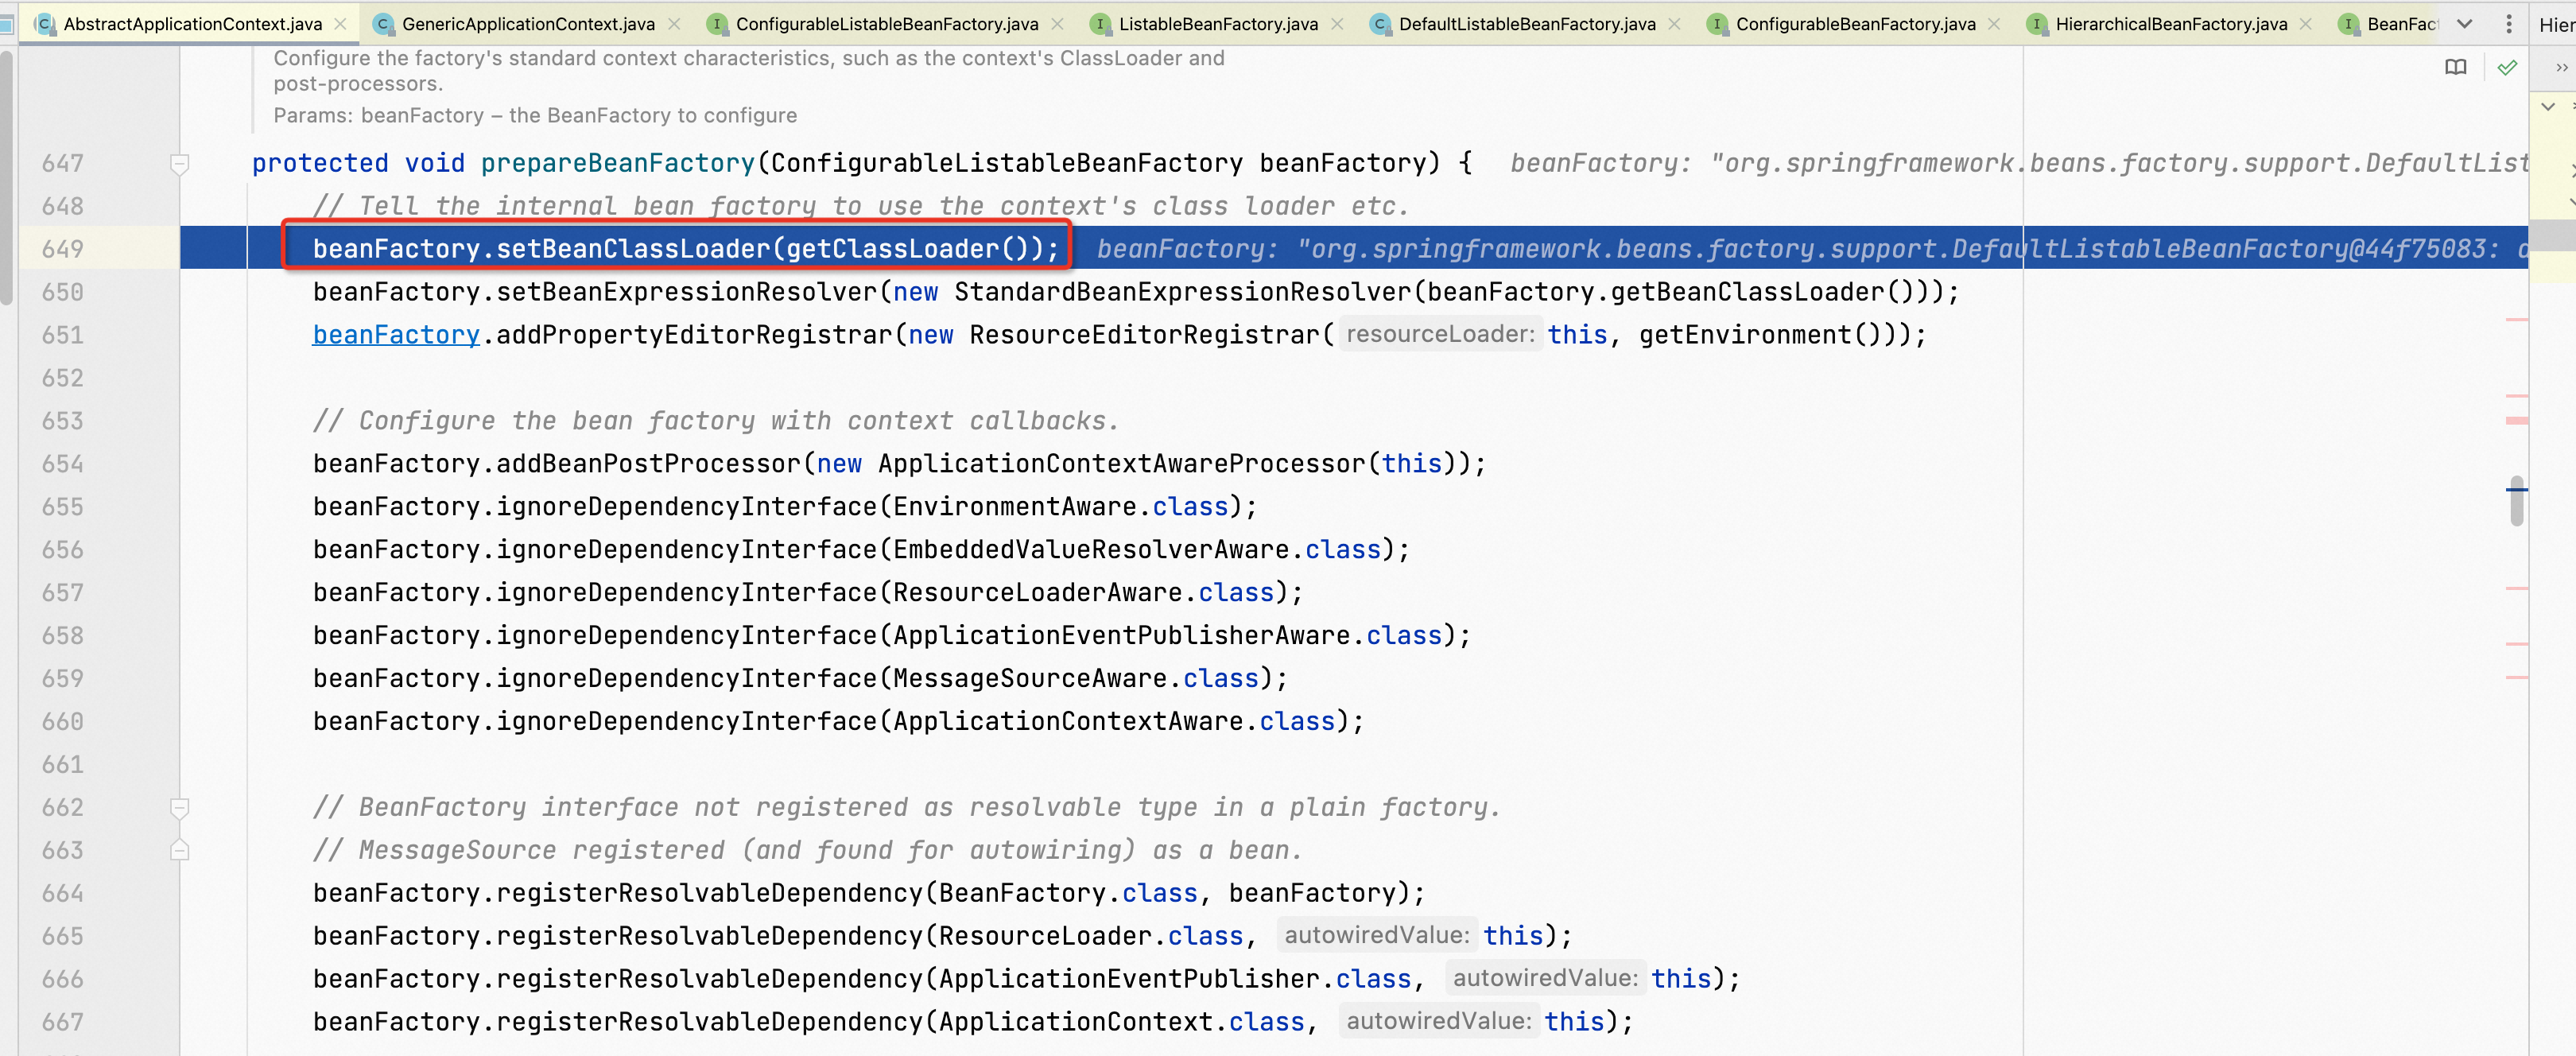 AbstractApplicationContext.java GenericApplicationContext.java ConfigurableListableBeanFactory.java ListableBeanFactory.java DefaultListableBeanFactory.java ConfigurableBeanFactory.java HierarchicalBeanFactory.java BeanFac Hier
Configure the factory's standard context characteristics, such as the context's ClassLoader and
post-processors.
Params: beanFactory – the BeanFactory to configure
647 protected void prepareBeanFactory(ConfigurableListableBeanFactory beanFactory) { beanFactory: "org.springframework.beans.factory.support.DefaultList
648 // Tell the internal bean factory to use the context's class loader etc.
649 beanFactory.setBeanClassLoader(getClassLoader()); beanFactory: "org.springframework.beans.factory.support.DefaultListableBeanFactory@44f75083: d
650 beanFactory.setBeanExpressionResolver(new StandardBeanExpressionResolver(beanFactory.getBeanClassLoader()));
651 beanFactory.addPropertyEditorRegistrar(new ResourceEditorRegistrar( resourceLoader: this, getEnvironment()));
652
653 // Configure the bean factory with context callbacks.
654 beanFactory.addBeanPostProcessor(new ApplicationContextAwareProcessor(this));
655 beanFactory.ignoreDependencyInterface(EnvironmentAware.class);
656 beanFactory.ignoreDependencyInterface(EmbeddedValueResolverAware.class);
657 beanFactory.ignoreDependencyInterface(ResourceLoaderAware.class);
658 beanFactory.ignoreDependencyInterface(ApplicationEventPublisherAware.class);
659 beanFactory.ignoreDependencyInterface(MessageSourceAware.class);
660 beanFactory.ignoreDependencyInterface(ApplicationContextAware.class);
661
662 // BeanFactory interface not registered as resolvable type in a plain factory.
663 // MessageSource registered (and found for autowiring) as a bean.
664 beanFactory.registerResolvableDependency(BeanFactory.class, beanFactory);
665 beanFactory.registerResolvableDependency(ResourceLoader.class, autowiredValue: this);
666 beanFactory.registerResolvableDependency(ApplicationEventPublisher.class, autowiredValue: this);
667 beanFactory.registerResolvableDependency(ApplicationContext.class, autowiredValue: this);